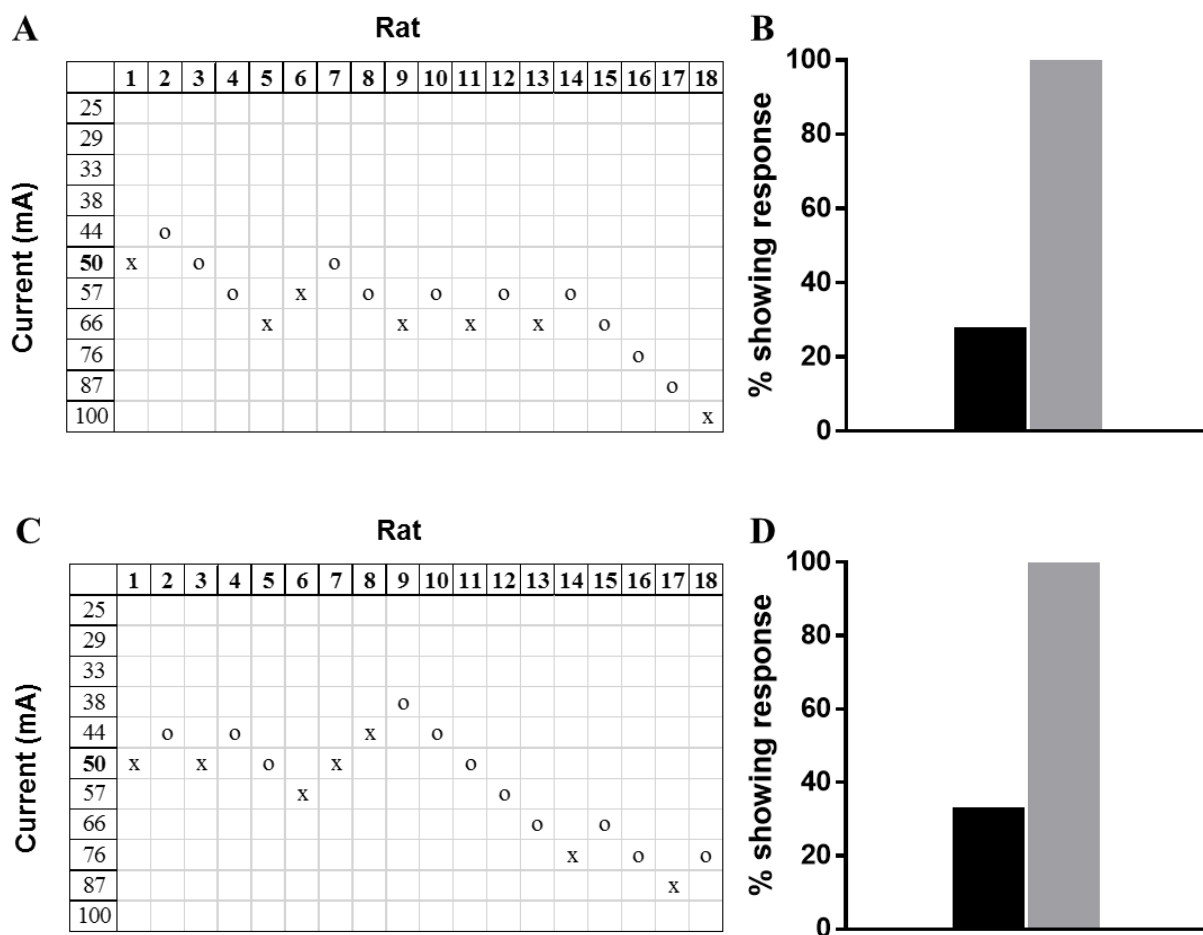 A
Rat
B
1 2 3 4 5 6 7 8 9 10 11 12 13 14 15 16 17 18
Current (mA)
25
29
33
38
44 o
50 x o o
57 o x o o o o
66 x x x x o
76 o
87 o
100 x
% showing response
100
80
60
40
20
0
C
Rat
D
1 2 3 4 5 6 7 8 9 10 11 12 13 14 15 16 17 18
Current (mA)
25
29
33
38 o
44 o o x o
50 x x o x o
57 x o
66 o o
76 x o o
87 x
100
% showing response
100
80
60
40
20
0